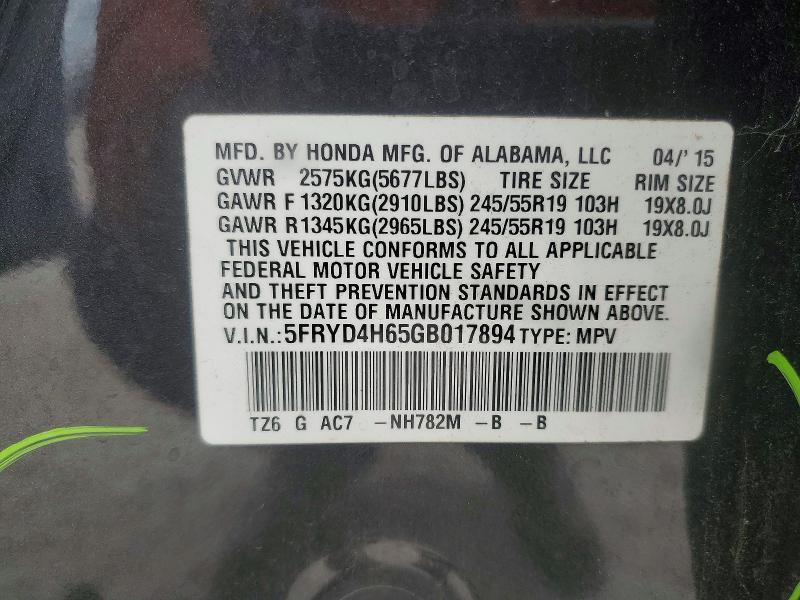 MFD. BY HONDA MFG. OF ALABAMA, LLC 04/' 15
GVWR 2575KG(5677LBS) TIRE SIZE RIM SIZE
GAWR F 1320KG(2910LBS) 245/55R19 103H 19X8.0J
GAWR R 1345KG(2965LBS) 245/55R19 103H 19X8.0J
THIS VEHICLE CONFORMS TO ALL APPLICABLE
FEDERAL MOTOR VEHICLE SAFETY
AND THEFT PREVENTION STANDARDS IN EFFECT
ON THE DATE OF MANUFACTURE SHOWN ABOVE.
V.I.N.:5FRYD4H65GB017894 TYPE: MPV
TZ6 G AC7 -NH782M -B -B